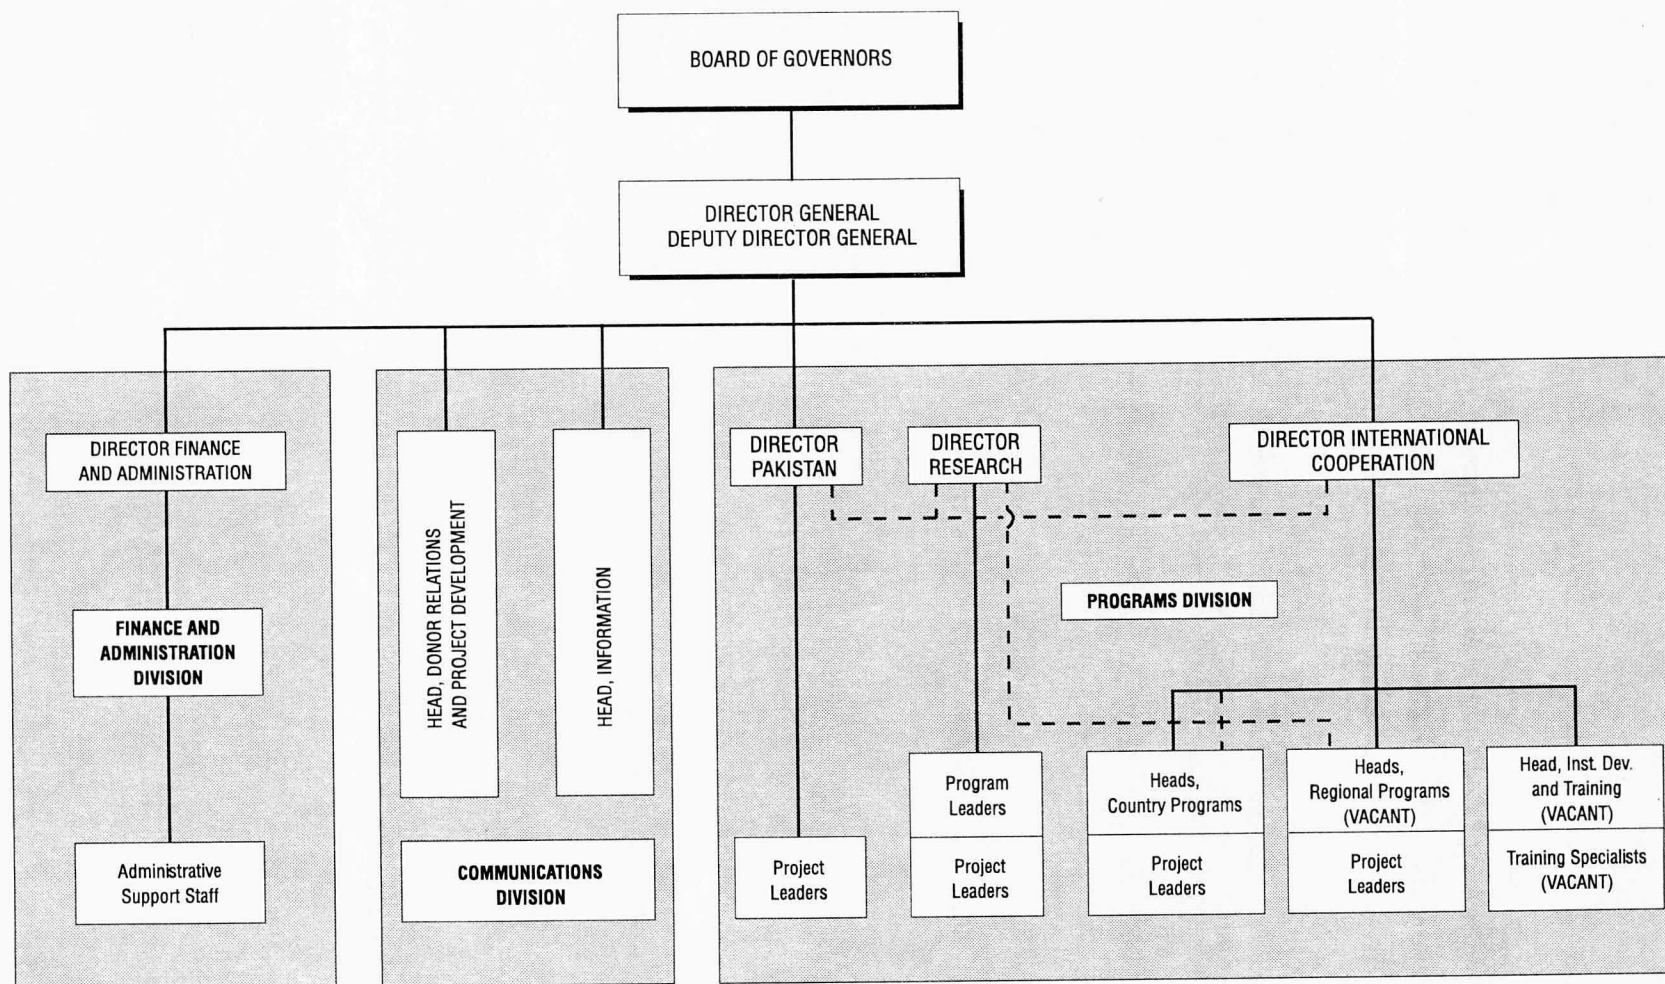 BOARD OF GOVERNORS
DIRECTOR GENERAL
DEPUTY DIRECTOR GENERAL
DIRECTOR FINANCE
AND ADMINISTRATION
FINANCE AND
ADMINISTRATION
DIVISION
Administrative
Support Staff
HEAD, DONOR RELATIONS
AND PROJECT DEVELOPMENT
HEAD, INFORMATION
COMMUNICATIONS
DIVISION
DIRECTOR
PAKISTAN
DIRECTOR
RESEARCH
DIRECTOR INTERNATIONAL
COOPERATION
PROGRAMS DIVISION
Project
Leaders
Program
Leaders
Project
Leaders
Heads,
Country Programs
Project
Leaders
Heads,
Regional Programs
(VACANT)
Project
Leaders
Head, Inst. Dev.
and Training
(VACANT)
Training Specialists
(VACANT)